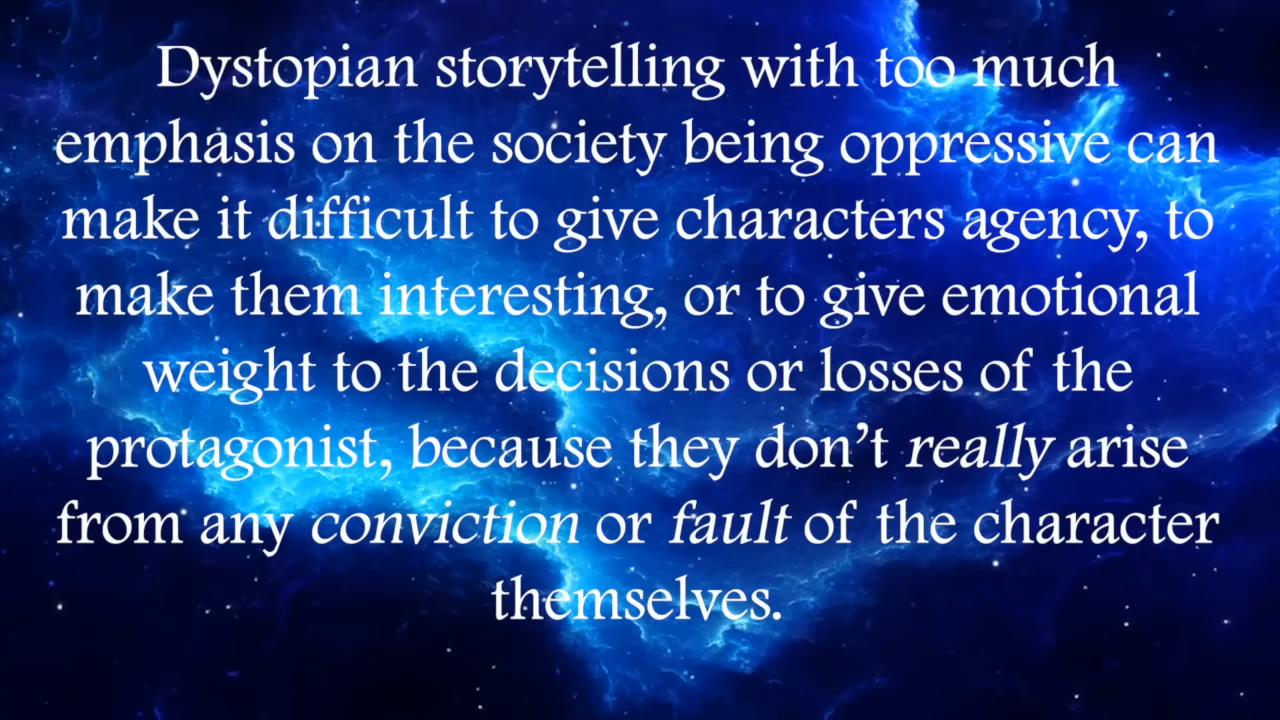 Dystopian storytelling with too much
emphasis on the society being oppressive can
make it difficult to give characters agency, to
make them interesting, or to give emotional
weight to the decisions or losses of the
protagonist, because they don’t really arise
from any conviction or fault of the character
themselves.